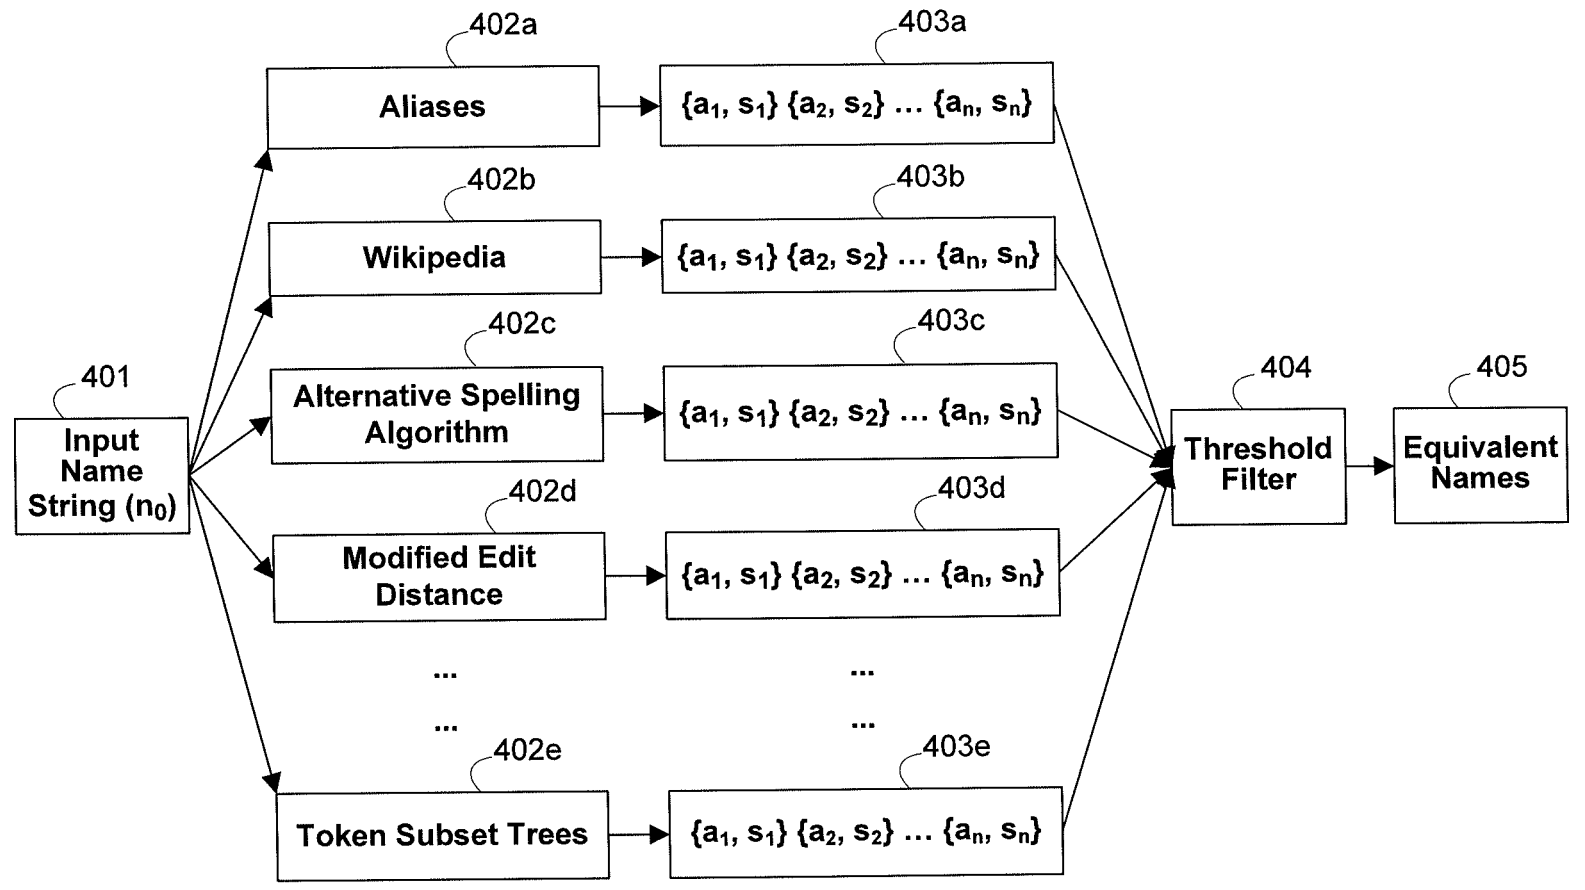 402a
403a
Aliases
{a₁, s₁} {a₂, s₂} … {aₙ, sₙ}
402b
403b
Wikipedia
{a₁, s₁} {a₂, s₂} … {aₙ, sₙ}
402c
403c
Alternative Spelling
Algorithm
{a₁, s₁} {a₂, s₂} … {aₙ, sₙ}
401
Input
Name
String (n₀)
404
Threshold
Filter
405
Equivalent
Names
402d
403d
Modified Edit
Distance
{a₁, s₁} {a₂, s₂} … {aₙ, sₙ}
...
...
...
...
402e
403e
Token Subset Trees
{a₁, s₁} {a₂, s₂} … {aₙ, sₙ}